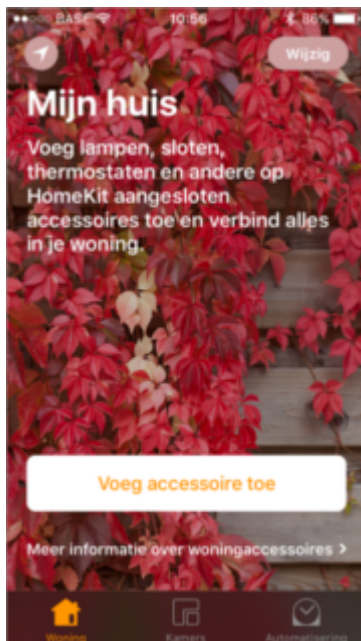 BASE 10:56 86%
Wijzig
Mijn huis
Voeg lampen, sloten,
thermostaten en andere op
HomeKit aangesloten
accessoires toe en verbind alles
in je woning.
Voeg accessoire toe
Meer informatie over woningaccessoires >
Woning Kamers Automatisering